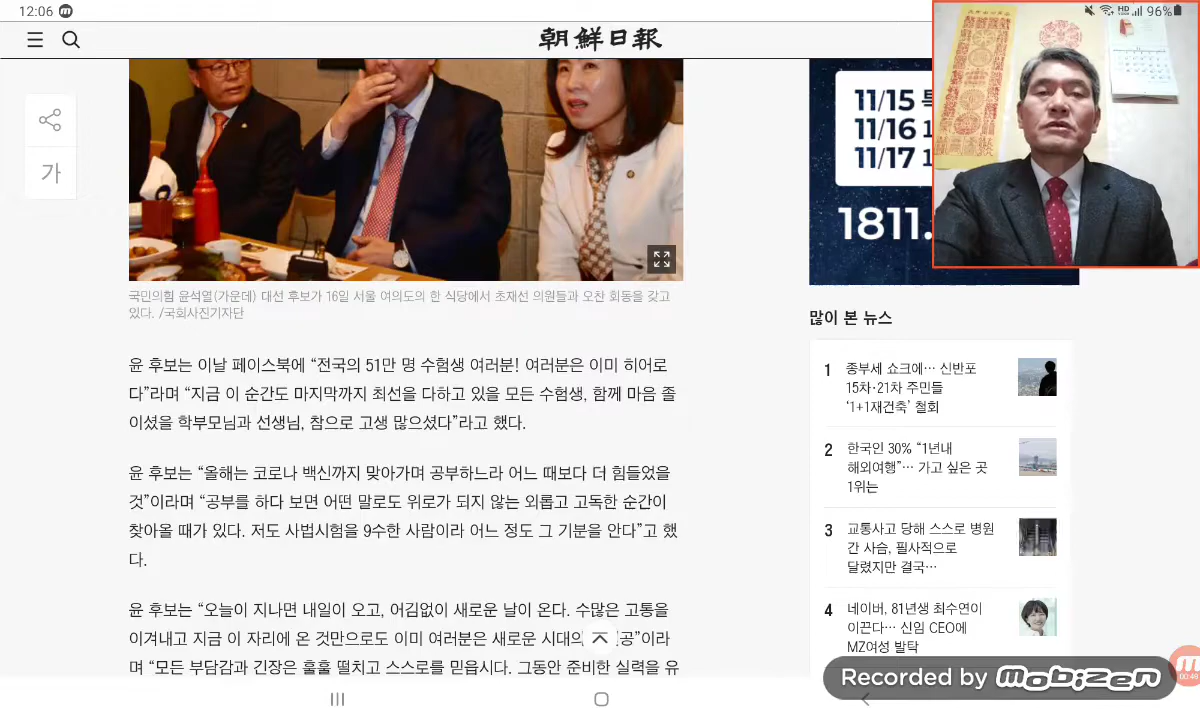 12:06
HD 96%
朝鮮日報
가
11/15
11/16 1
11/17 1
1811.
국민의힘 윤석열(가운데) 대선 후보가 16일 서울 여의도의 한 식당에서 초재선 의원들과 오찬 회동을 갖고
있다. /국회사진기자단
윤 후보는 이날 페이스북에 “전국의 51만 명 수험생 여러분! 여러분은 이미 히어로
다”라며 “지금 이 순간도 마지막까지 최선을 다하고 있을 모든 수험생, 함께 마음 졸
이셨을 학부모님과 선생님, 참으로 고생 많으셨다”라고 했다.
윤 후보는 “올해는 코로나 백신까지 맞아가며 공부하느라 어느 때보다 더 힘들었을
것”이라며 “공부를 하다 보면 어떤 말로도 위로가 되지 않는 외롭고 고독한 순간이
찾아올 때가 있다. 저도 사법시험을 9수한 사람이라 어느 정도 그 기분을 안다”고 했
다.
윤 후보는 “오늘이 지나면 내일이 오고, 어김없이 새로운 날이 온다. 수많은 고통을
이겨내고 지금 이 자리에 온 것만으로도 이미 여러분은 새로운 시대의 공”이라
며 “모든 부담감과 긴장은 훌훌 떨치고 스스로를 믿읍시다. 그동안 준비한 실력을 유
많이 본 뉴스
1 종부세 쇼크에… 신반포
15차·21차 주민들
‘1+1재건축’ 철회
2 한국인 30% “1년내
해외여행”… 가고 싶은 곳
1위는
3 교통사고 당해 스스로 병원
간 사슴, 필사적으로
달렸지만 결국…
4 네이버, 81년생 최수연이
이끈다… 신임 CEO에
MZ여성 발탁
Recorded by mobizen
00:46